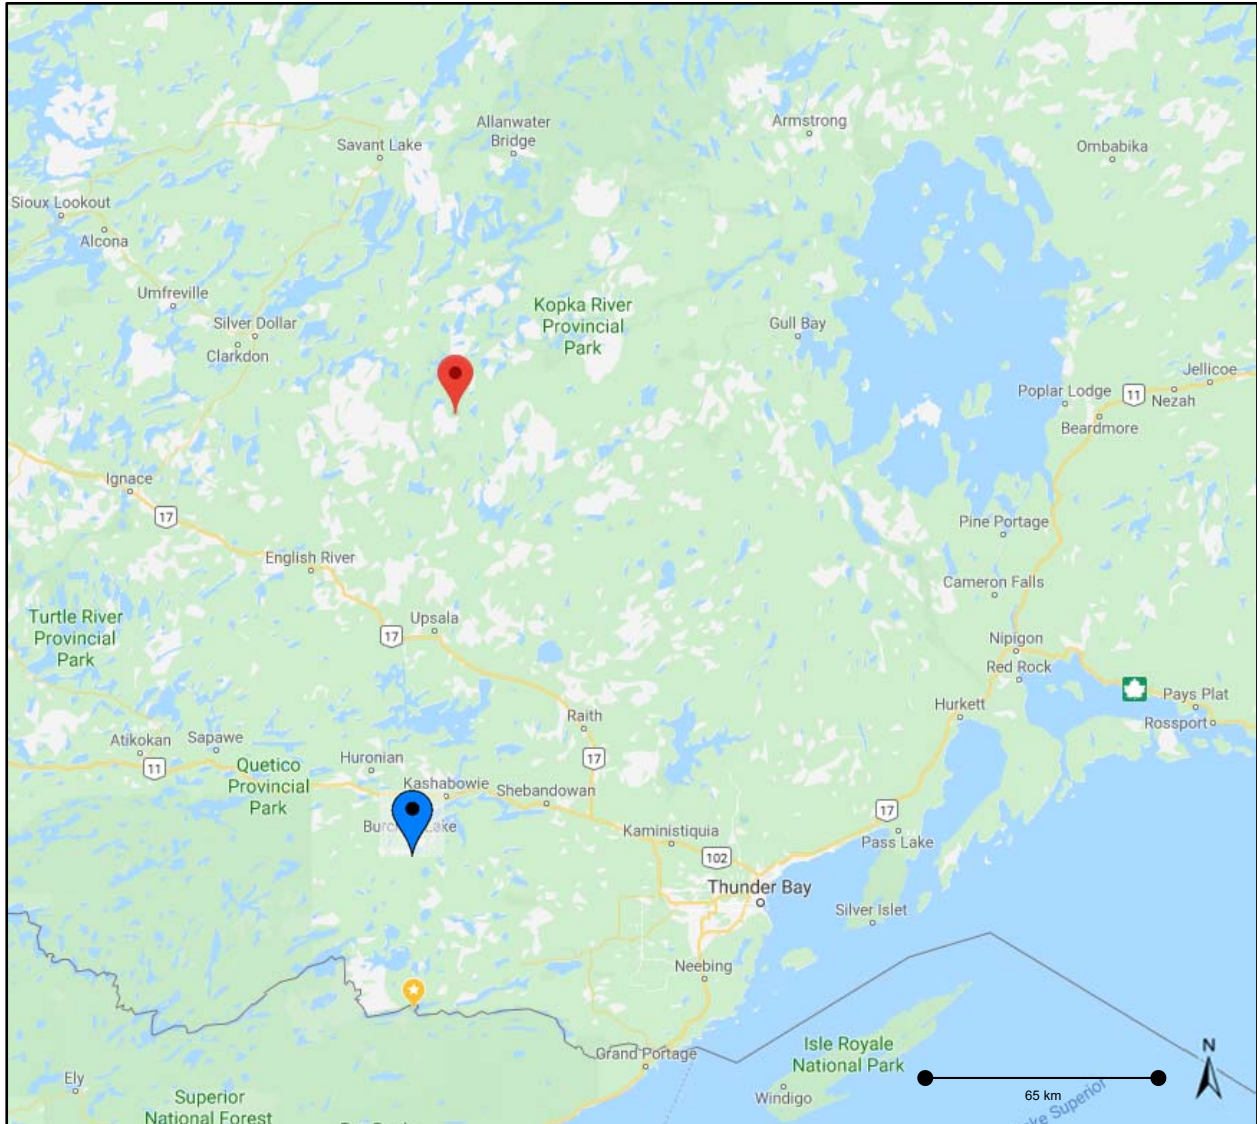 Allanwater
Bridge
Armstrong
Savant Lake
Ombabika
Sioux Lookout
Alcona
Umfreville
Silver Dollar
Clarkdon
Kopka River
Provincial
Park
Gull Bay
Jellicoe
Poplar Lodge
11
Nezah
Beardmore
Ignace
17
Pine Portage
English River
Cameron Falls
Turtle River
Provincial
Park
Upsala
17
Nipigon
Red Rock
Pays Plat
Hurkett
Rossport
Raith
Atikokan
Sapawe
17
Huronian
11
Quetico
Provincial
Park
Kashabowie
Shebandowan
17
Kaministiquia
Pass Lake
102
Thunder Bay
Silver Islet
Neebing
Isle Royale
National Park
N
Grand Portage
Ely
65 km
Windigo
Superior
National Forest
Superior